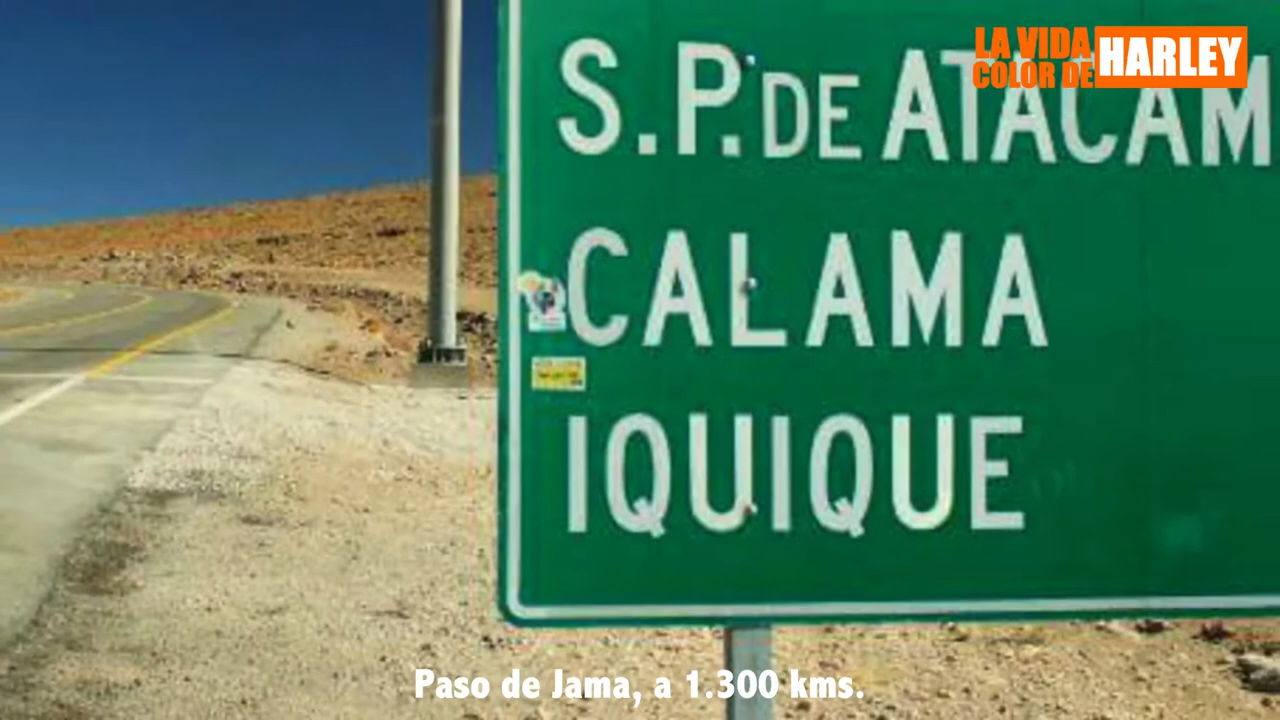 LA VIDA
COLOR DE HARLEY
S.P. DE ATACAM
CALAMA
IQUIQUE
Paso de Jama, a 1.300 kms.